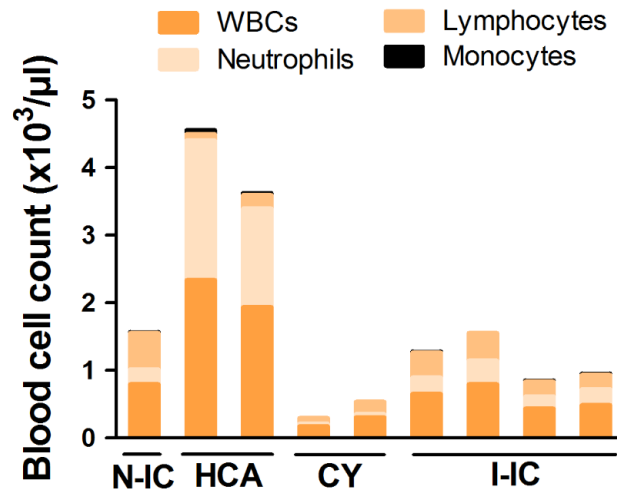 WBCs
Lymphocytes
Neutrophils
Monocytes
Blood cell count (x10³/µl)
5
4
3
2
1
0
N-IC
HCA
CY
I-IC